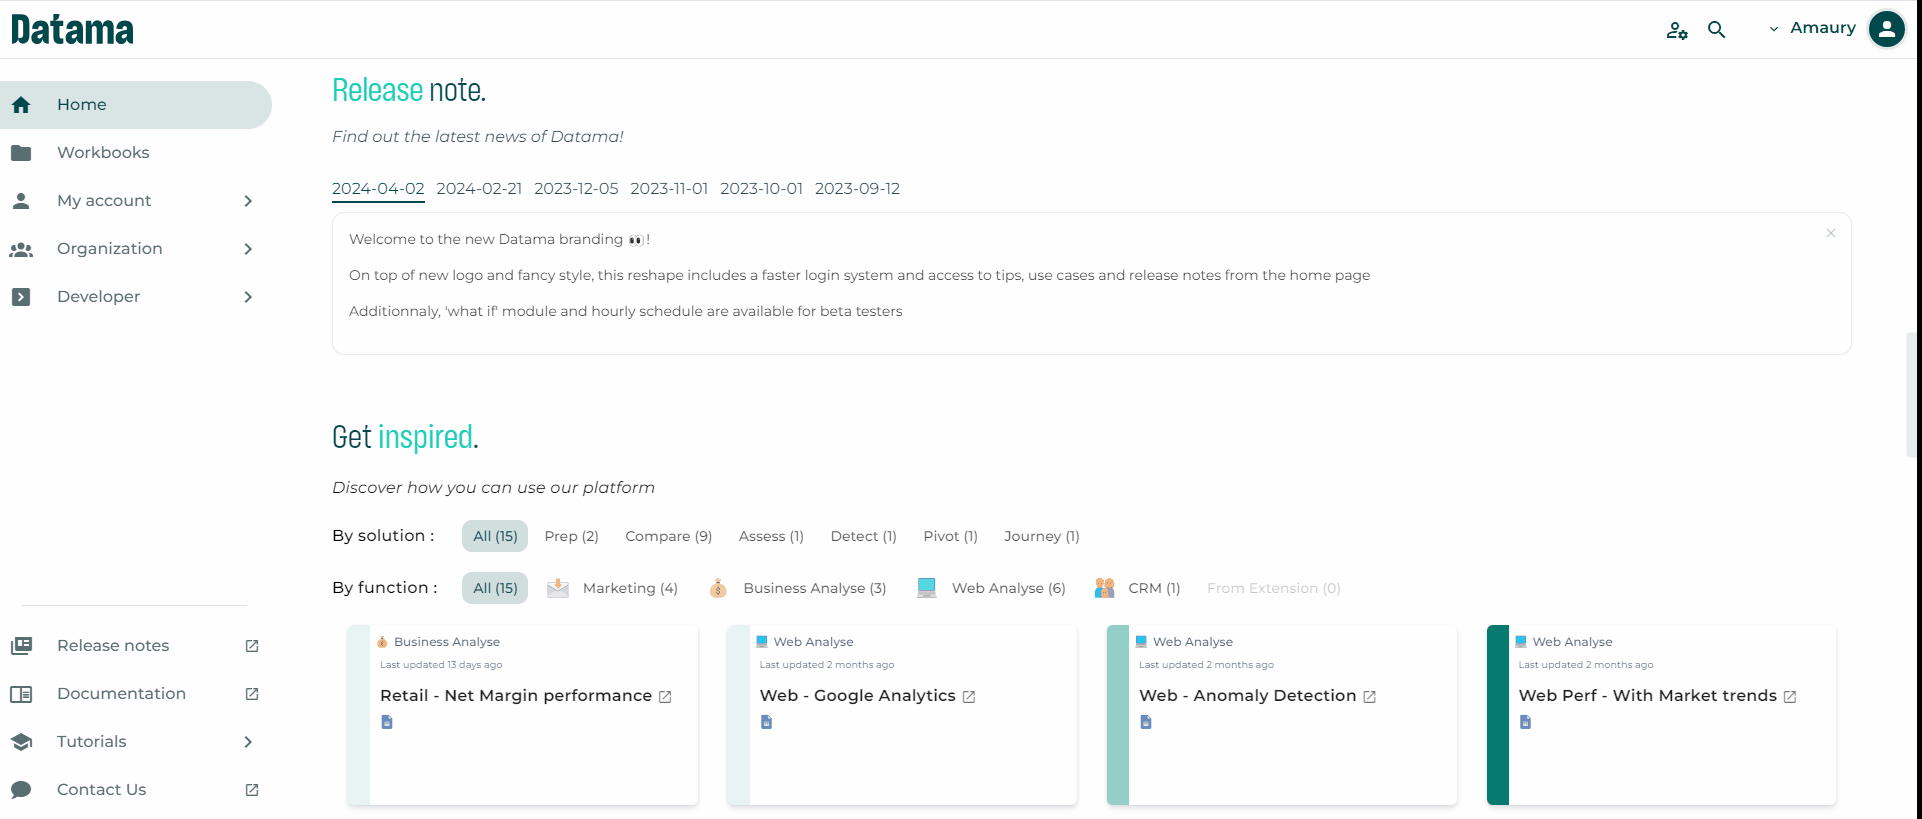 Datama
Amaury
Home
Workbooks
My account
Organization
Developer
Release notes
Documentation
Tutorials
Contact Us
Release note.
Find out the latest news of Datama!
2024-04-02 2024-02-21 2023-12-05 2023-11-01 2023-10-01 2023-09-12
Welcome to the new Datama branding 👀!
On top of new logo and fancy style, this reshape includes a faster login system and access to tips, use cases and release notes from the home page
Additionnaly, 'what if' module and hourly schedule are available for beta testers
Get inspired.
Discover how you can use our platform
By solution : All (15) Prep (2) Compare (9) Assess (1) Detect (1) Pivot (1) Journey (1)
By function : All (15) Marketing (4) Business Analyse (3) Web Analyse (6) CRM (1) From Extension (0)
Business Analyse
Last updated 13 days ago
Retail - Net Margin performance
Web Analyse
Last updated 2 months ago
Web - Google Analytics
Web Analyse
Last updated 2 months ago
Web - Anomaly Detection
Web Analyse
Last updated 2 months ago
Web Perf - With Market trends